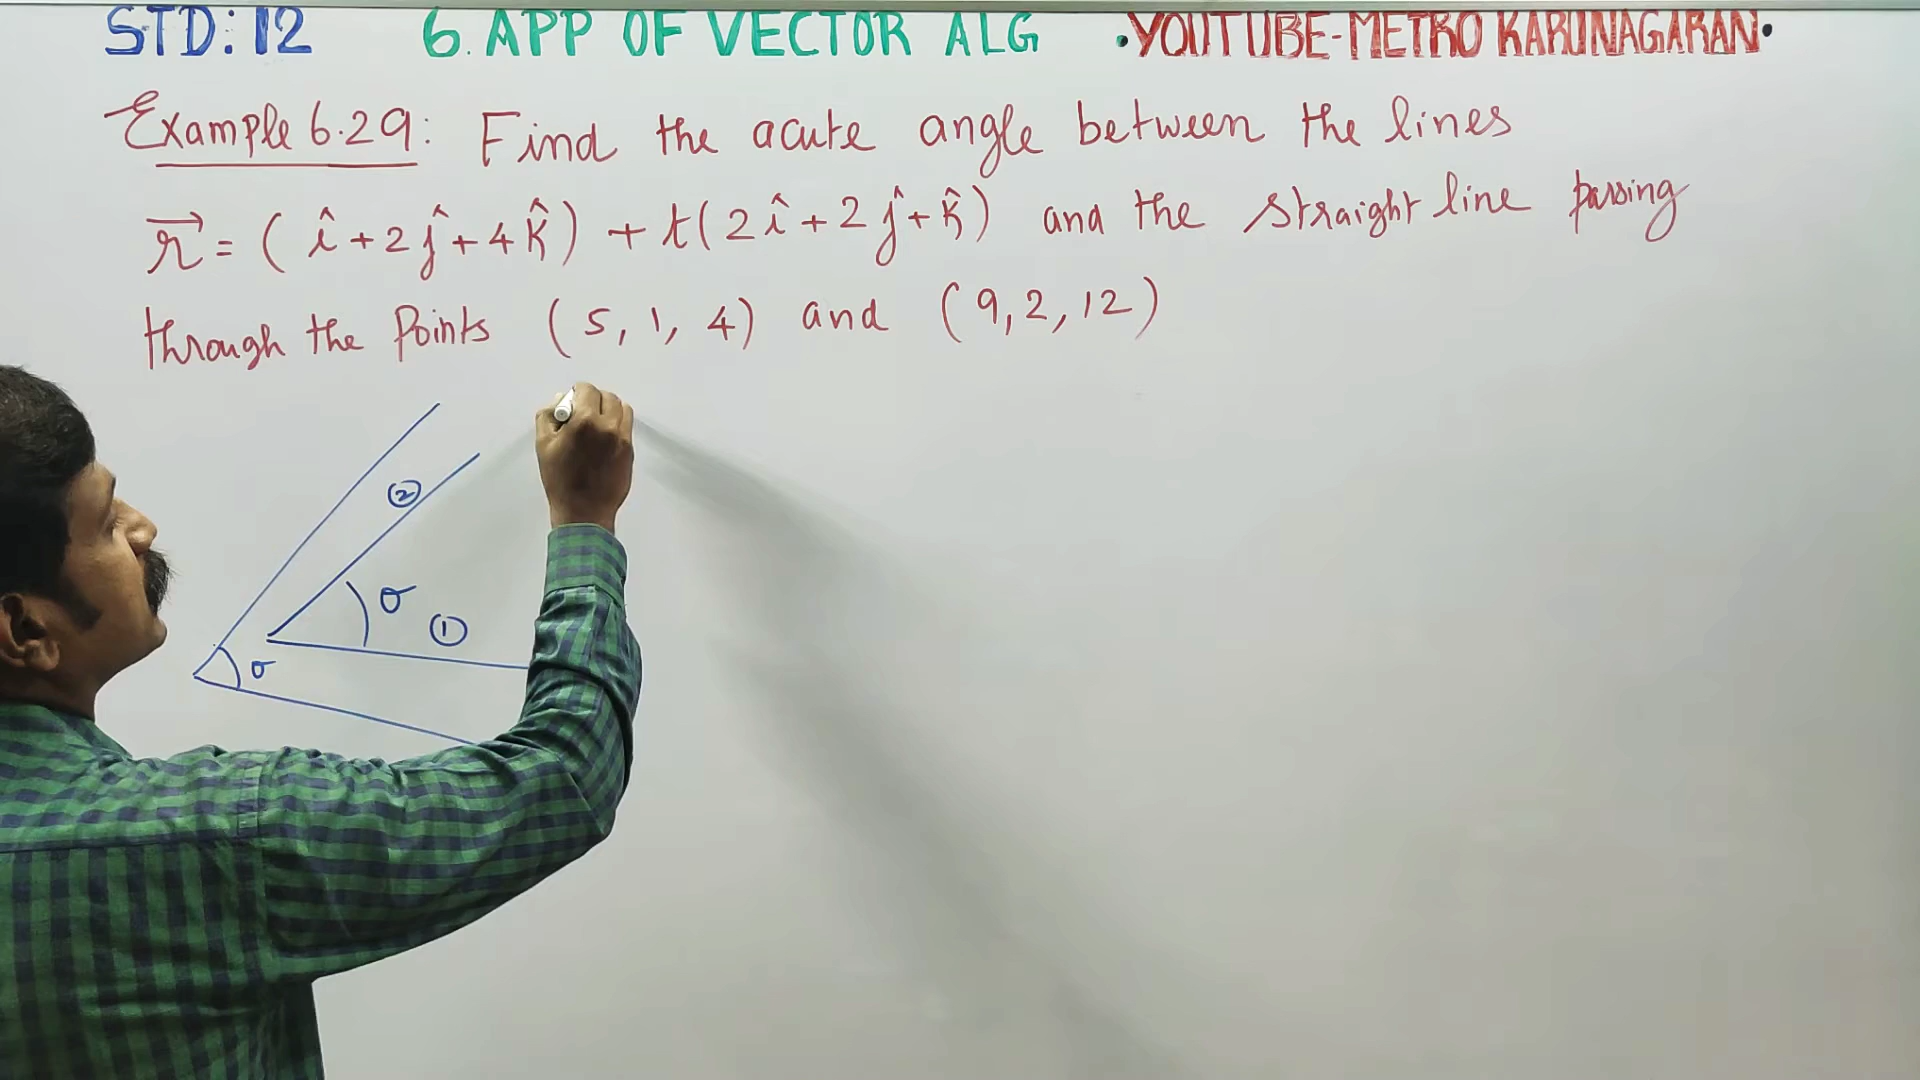 STD: 12 6. APP OF VECTOR ALG •YOUTUBE-METRO KARUNAGARAN•
Example 6.29: Find the acute angle between the lines
r⃗ = ( î + 2ĵ + 4k̂ ) + t( 2î + 2ĵ + k̂ ) and the straight line passing
through the Points ( 5, 1, 4 ) and ( 9, 2, 12 )
②
θ
①
θ